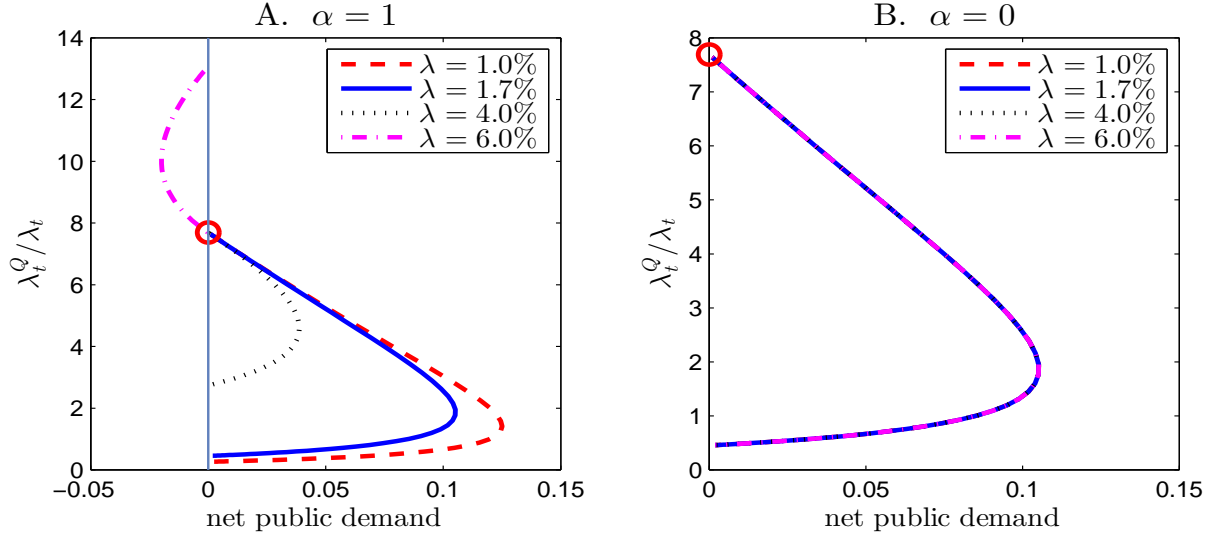 A. α = 1
14
12
10
8
6
4
2
0
−0.05
0
0.05
0.1
0.15
λ_t^Q/λ_t
net public demand
λ = 1.0%
λ = 1.7%
λ = 4.0%
λ = 6.0%
B. α = 0
8
7
6
5
4
3
2
1
0
0
0.05
0.1
0.15
λ_t^Q/λ_t
net public demand
λ = 1.0%
λ = 1.7%
λ = 4.0%
λ = 6.0%